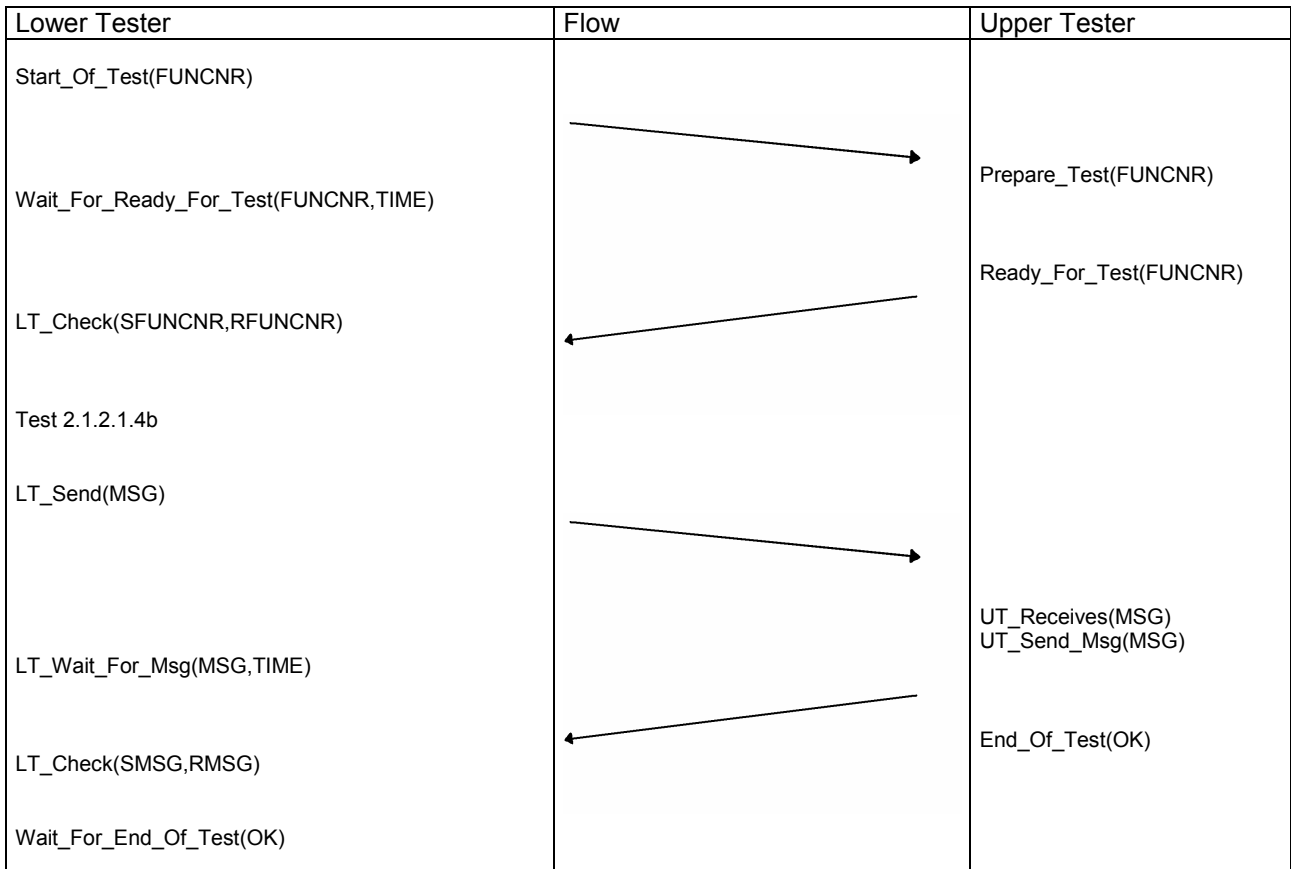 Lower Tester
Flow
Upper Tester
Start_Of_Test(FUNCNR)
Prepare_Test(FUNCNR)
Wait_For_Ready_For_Test(FUNCNR,TIME)
Ready_For_Test(FUNCNR)
LT_Check(SFUNCNR,RFUNCNR)
Test 2.1.2.1.4b
LT_Send(MSG)
UT_Receives(MSG)
UT_Send_Msg(MSG)
LT_Wait_For_Msg(MSG,TIME)
End_Of_Test(OK)
LT_Check(SMSG,RMSG)
Wait_For_End_Of_Test(OK)